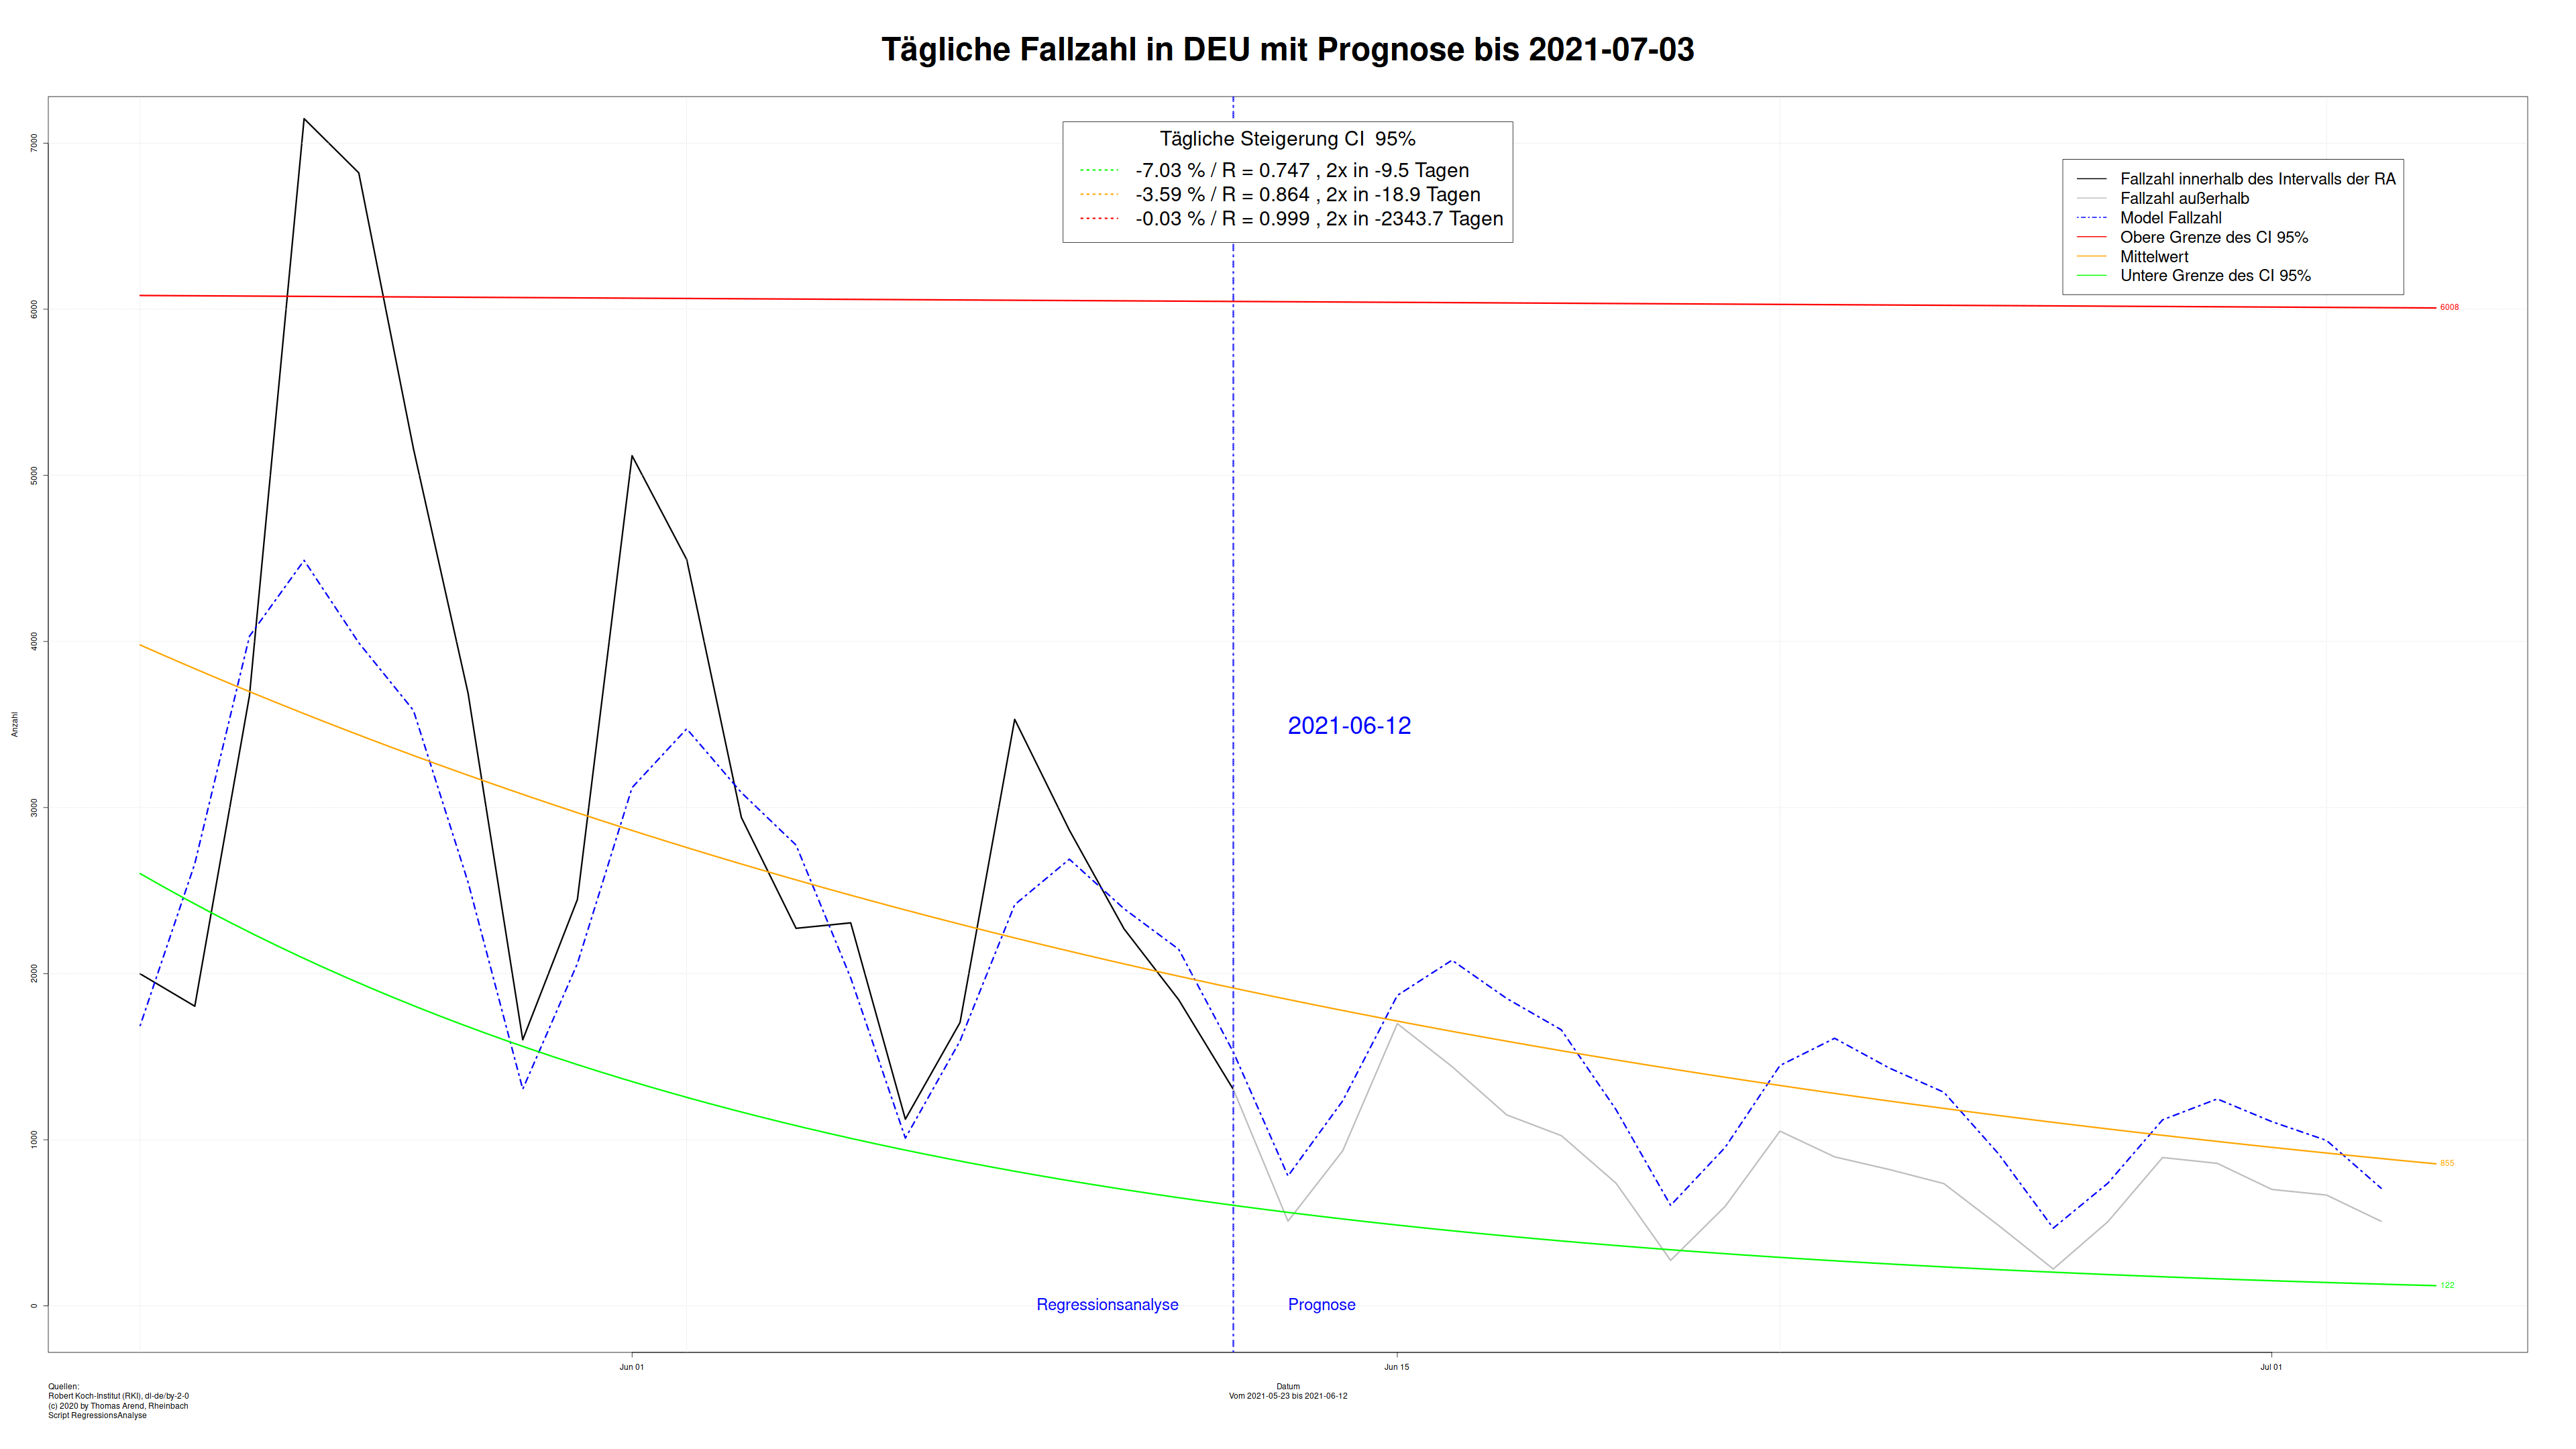 Tägliche Fallzahl in DEU mit Prognose bis 2021-07-03
Tägliche Steigerung CI 95%
-7.03 % / R = 0.747 , 2x in -9.5 Tagen
-3.59 % / R = 0.864 , 2x in -18.9 Tagen
-0.03 % / R = 0.999 , 2x in -2343.7 Tagen
Fallzahl innerhalb des Intervalls der RA
Fallzahl außerhalb
Model Fallzahl
Obere Grenze des CI 95%
Mittelwert
Untere Grenze des CI 95%
7000
6000
5000
4000
3000
2000
1000
0
Anzahl
6008
2021-06-12
855
122
Regressionsanalyse
Prognose
Jun 01
Jun 15
Jul 01
Datum
Vom 2021-05-23 bis 2021-06-12
Quellen:
Robert Koch-Institut (RKI), dl-de/by-2-0
(c) 2020 by Thomas Arend, Rheinbach
Script RegressionsAnalyse